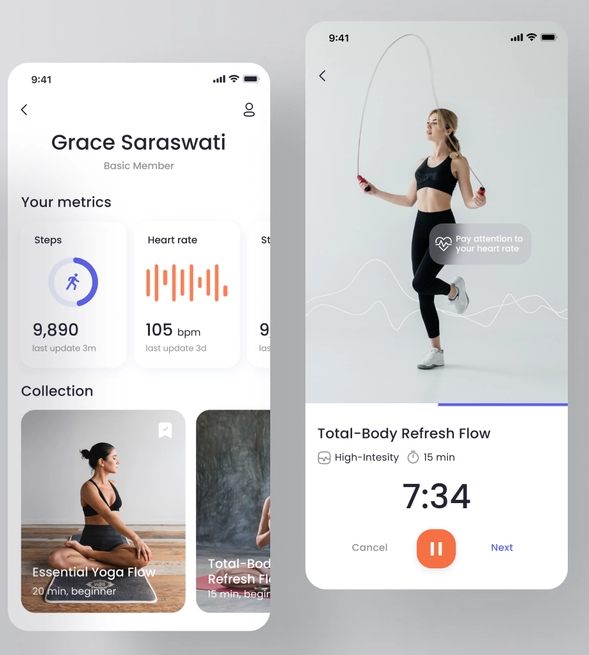 9:41
Grace Saraswati
Basic Member
Your metrics
Steps
9,890
last update 3m
Heart rate
105 bpm
last update 3d
St
9
las
Collection
Essential Yoga Flow
20 min, beginner
Total-Bod
Refresh Fl
15 min, begin
9:41
Pay attention to
your heart rate
Total-Body Refresh Flow
High-Intesity
15 min
7:34
Cancel
Next